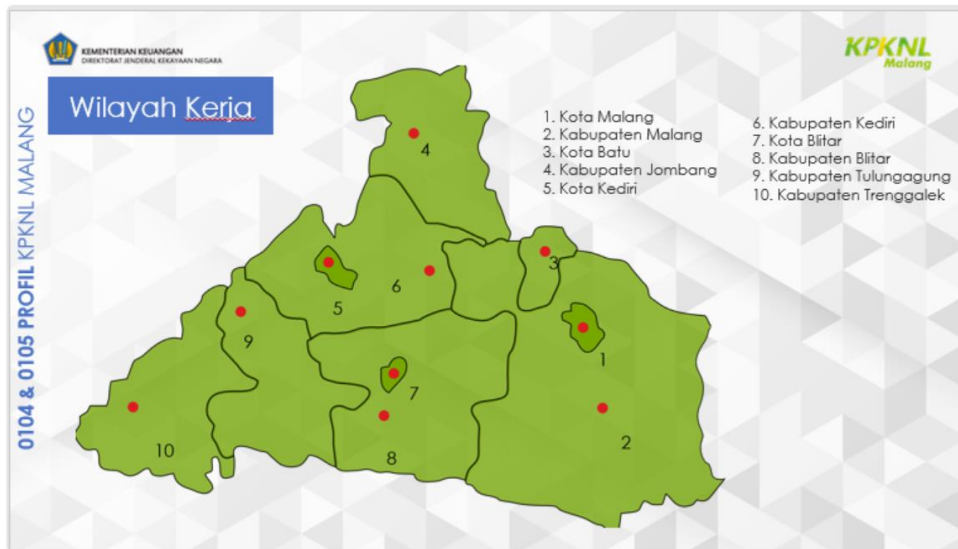 KEMENTERIAN KEUANGAN
DIREKTORAT JENDERAL KEKAYAAN NEGARA
KPKNL
Malang
Wilayah Kerja
0104 & 0105 PROFIL KPKNL MALANG
1. Kota Malang
2. Kabupaten Malang
3. Kota Batu
4. Kabupaten Jombang
5. Kota Kediri
6. Kabupaten Kediri
7. Kota Blitar
8. Kabupaten Blitar
9. Kabupaten Tulungagung
10. Kabupaten Trenggalek
4
3
6
5
9
1
7
10
8
2